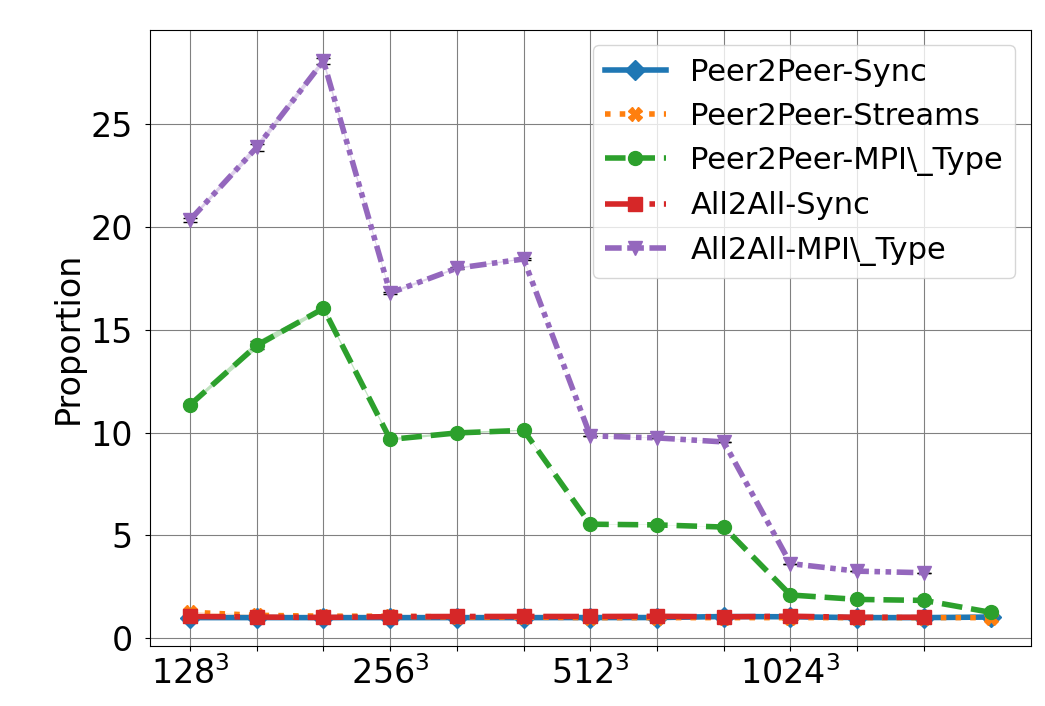 Peer2Peer-Sync
Peer2Peer-Streams
Peer2Peer-MPI\_Type
All2All-Sync
All2All-MPI\_Type
Proportion
25
20
15
10
5
0
128³
256³
512³
1024³